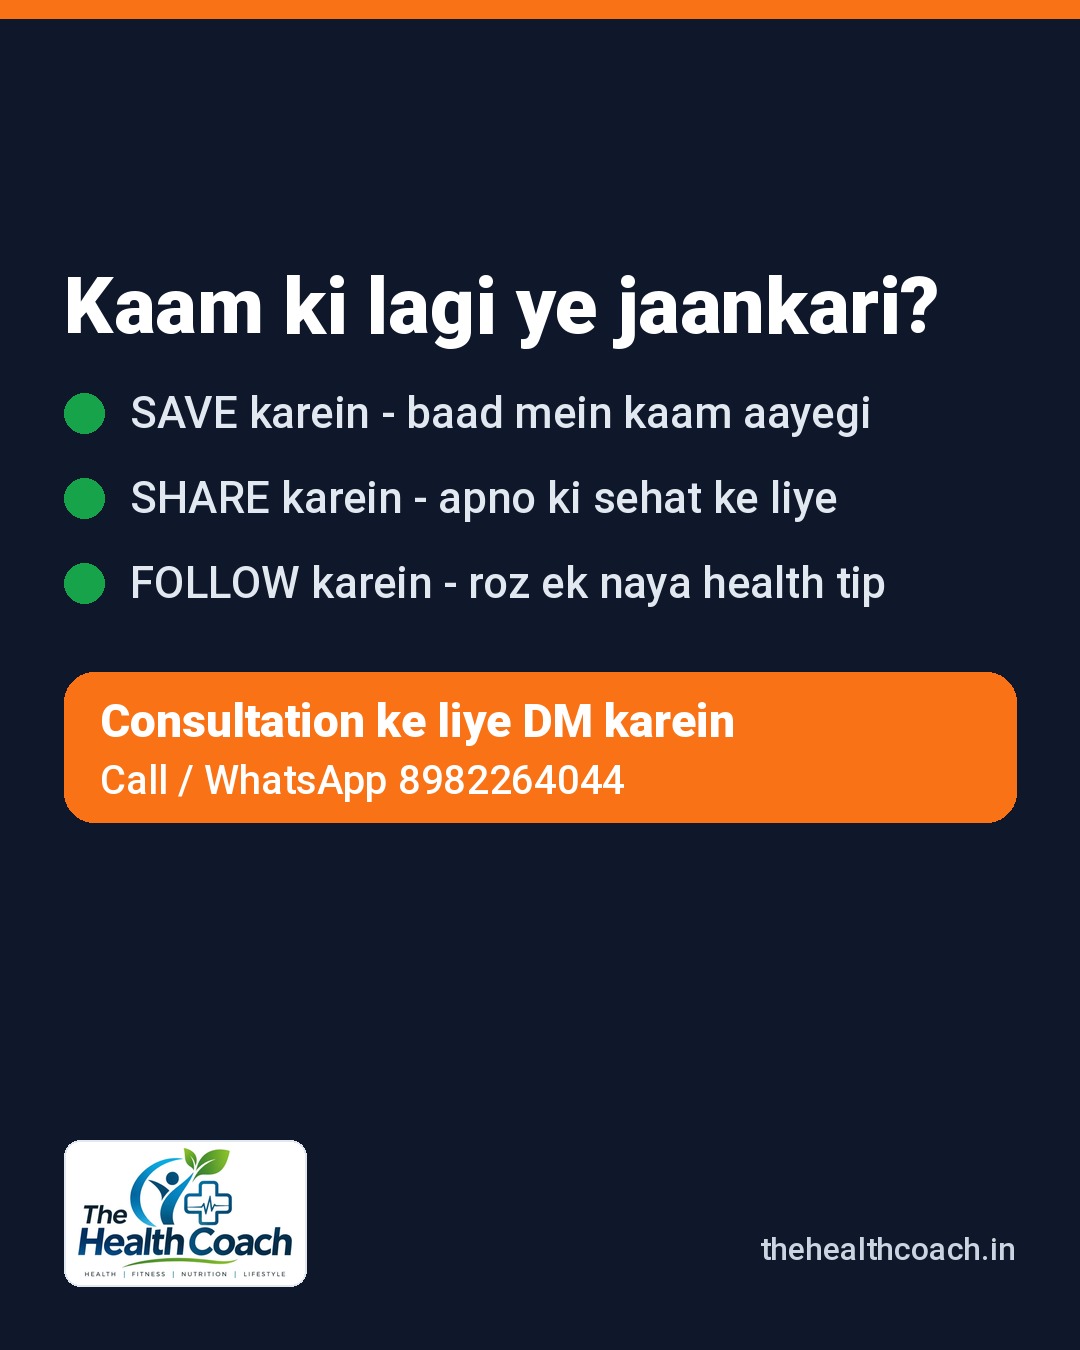 Kaam ki lagi ye jaankari?
SAVE karein - baad mein kaam aayegi
SHARE karein - apno ki sehat ke liye
FOLLOW karein - roz ek naya health tip
Consultation ke liye DM karein
Call / WhatsApp 8982264044
The
Health Coach
HEALTH | FITNESS | NUTRITION | LIFESTYLE
thehealthcoach.in